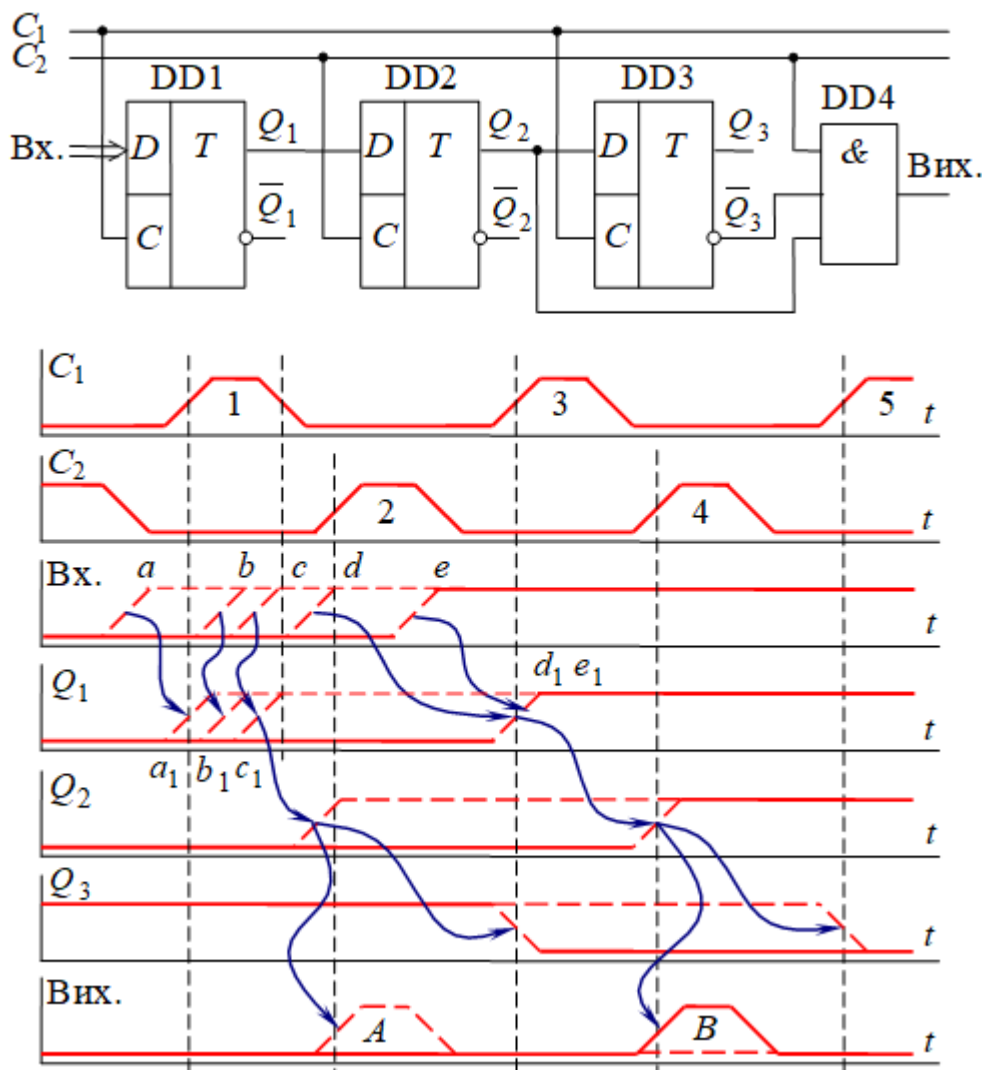 C₁
C₂
DD1 DD2 DD3 DD4
Вх. D T Q₁ D T Q₂ D T Q₃ & Вих.
C Q̅₁ C Q̅₂ C Q̅₃
C₁ 1 3 5 t
C₂ 2 4 t
Вх. a b c d e t
Q₁ d₁ e₁ t
a₁ b₁ c₁
Q₂ t
Q₃ t
Вих. A B t